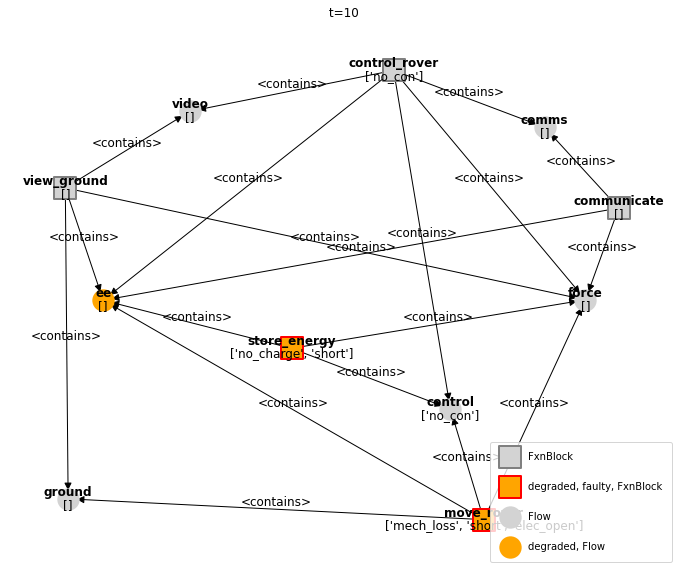 t=10
control_rover
['no_con']
<contains>
<contains>
video
[]
comms
[]
<contains>
<contains>
view_ground
[]
<contains>
<contains>
communicate
[]
<contains>
<contains>
<contains>
<contains>
<contains>
ee
[]
force
[]
<contains>
<contains>
store_energy
['no_charge', 'short']
<contains>
<contains>
control
['no_con']
<contains>
<contains>
<contains>
ground
[]
<contains>
['mech_loss', 'short', 'elec_open']
FxnBlock
degraded, faulty, FxnBlock
Flow
degraded, Flow